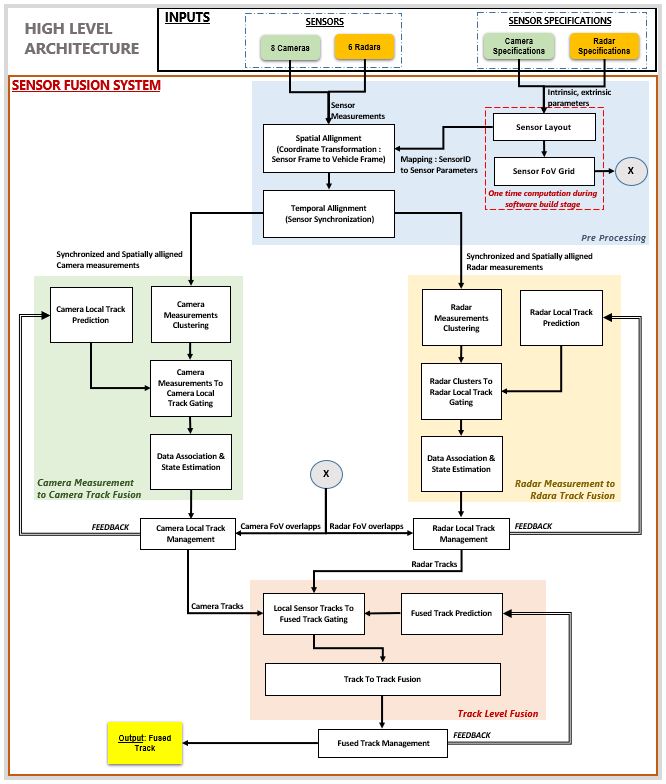 HIGH LEVEL
ARCHITECTURE
INPUTS
SENSORS
8 Cameras
6 Radars
SENSOR SPECIFICATIONS
Camera
Specifications
Radar
Specifications
SENSOR FUSION SYSTEM
Sensor
Measurements
Intrinsic, extrinsic
parameters
Spatial Allignment
(Coordinate Transformation :
Sensor Frame to Vehicle Frame)
Mapping : SensorID
to Sensor Parameters
Sensor Layout
Sensor FoV Grid
X
One time computation during
software build stage
Temporal Allignment
(Sensor Synchronization)
Pre Processing
Synchronized and Spatially alligned
Camera measurements
Synchronized and Spatially alligned
Radar measurements
Camera Local Track
Prediction
Camera
Measurements
Clustering
Camera
Measurements To
Camera Local
Track Gating
Data Association &
State Estimation
Camera Measurement
to Camera Track Fusion
Radar
Measurements
Clustering
Radar Local Track
Prediction
Radar Clusters To
Radar Local Track
Gating
Data Association &
State Estimation
Radar Measurement to
Rdara Track Fusion
X
FEEDBACK
Camera Local Track
Management
Camera FoV overlapps
Radar FoV overlapps
Radar Local Track
Management
FEEDBACK
Radar Tracks
Camera Tracks
Local Sensor Tracks To
Fused Track Gating
Fused Track Prediction
Track To Track Fusion
Track Level Fusion
Output: Fused
Track
Fused Track Management
FEEDBACK